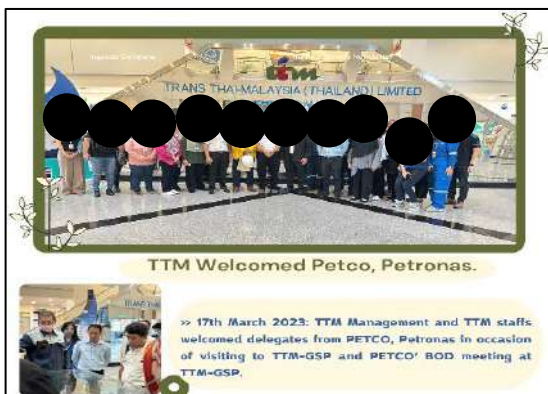 ttm
TRANS THAI-MALAYSIA (THAILAND) LIMITED
TTM Welcomed Petco, Petronas.
>> 17th March 2023: TTM Management and TTM staffs
welcomed delegates from PETCO, Petronas in occasion
of visiting to TTM-GSP and PETCO' BOD meeting at
TTM-GSP.